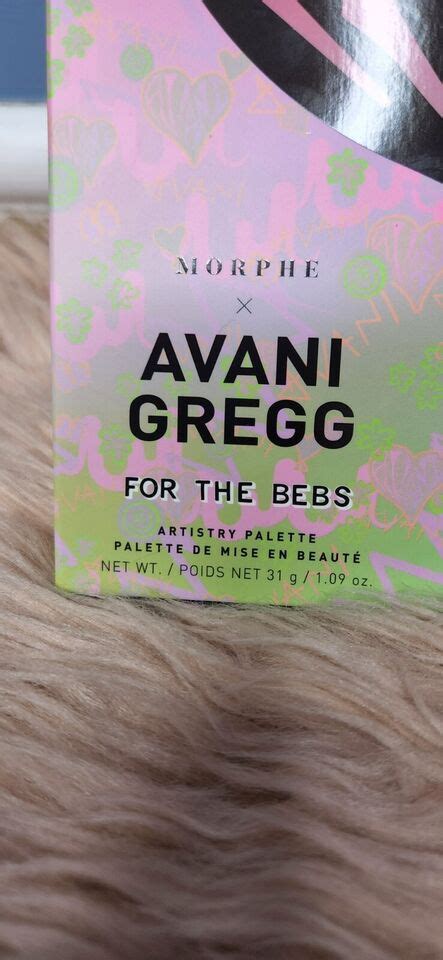 MORPHE
×
AVANI
GREGG
FOR THE BEBS
ARTISTRY PALETTE
PALETTE DE MISE EN BEAUTÉ
NET WT. / POIDS NET 31 g / 1.09 oz.